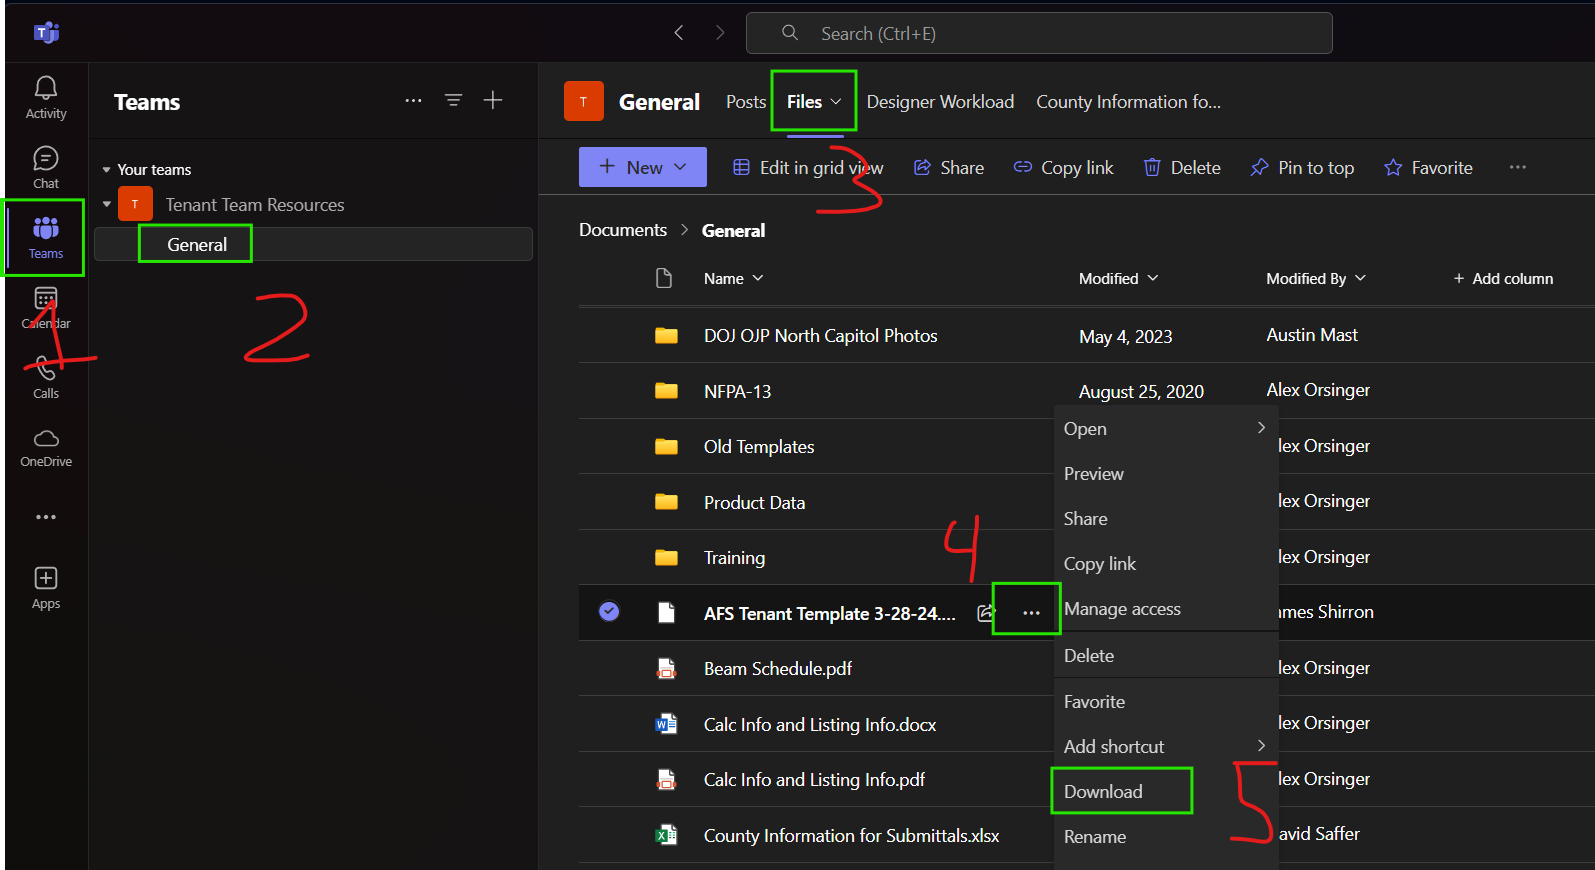 T
Search (Ctrl+E)
Activity
Chat
Teams
Calendar
Calls
OneDrive
Apps
1
Teams
Your teams
T Tenant Team Resources
General
2
T General Posts Files Designer Workload County Information fo...
3
New Edit in grid view Share Copy link Delete Pin to top Favorite
Documents > General
Name Modified Modified By + Add column
DOJ OJP North Capitol Photos May 4, 2023 Austin Mast
NFPA-13 August 25, 2020 Alex Orsinger
Old Templates lex Orsinger
Product Data lex Orsinger
Training lex Orsinger
4
AFS Tenant Template 3-28-24.... mes Shirron
Beam Schedule.pdf lex Orsinger
Calc Info and Listing Info.docx lex Orsinger
Calc Info and Listing Info.pdf lex Orsinger
County Information for Submittals.xlsx avid Saffer
Open
Preview
Share
Copy link
Manage access
Delete
Favorite
Add shortcut
Download
5
Rename